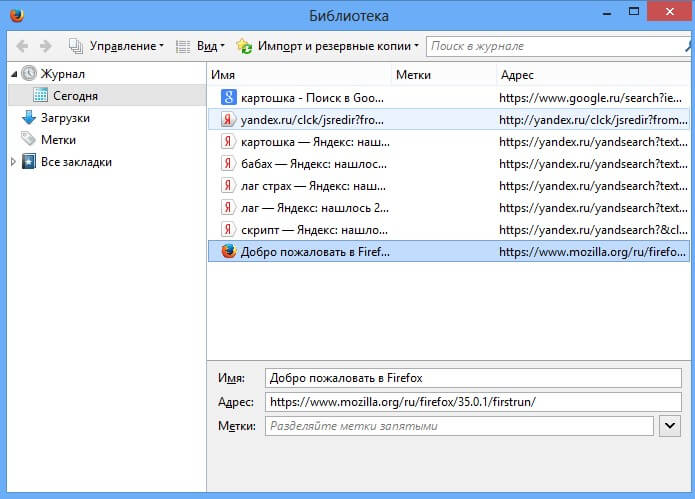 Библиотека
Управление Вид Импорт и резервные копии Поиск в журнале
Журнал
Сегодня
Загрузки
Метки
Все закладки
Имя Метки Адрес
картошка - Поиск в Goo... https://www.google.ru/search?ie...
yandex.ru/clck/jsredir?fro... http://yandex.ru/clck/jsredir?from...
картошка — Яндекс: наш... https://yandex.ru/yandsearch?text...
бабах — Яндекс: нашлос... https://yandex.ru/yandsearch?text...
лаг страх — Яндекс: наш... https://yandex.ru/yandsearch?text...
лаг — Яндекс: нашлось 2... https://yandex.ru/yandsearch?text...
скрипт — Яндекс: нашло... https://yandex.ru/yandsearch?&cl...
Добро пожаловать в Firef... https://www.mozilla.org/ru/firefo...
Имя: Добро пожаловать в Firefox
Адрес: https://www.mozilla.org/ru/firefox/35.0.1/firstrun/
Метки: Разделяйте метки запятыми